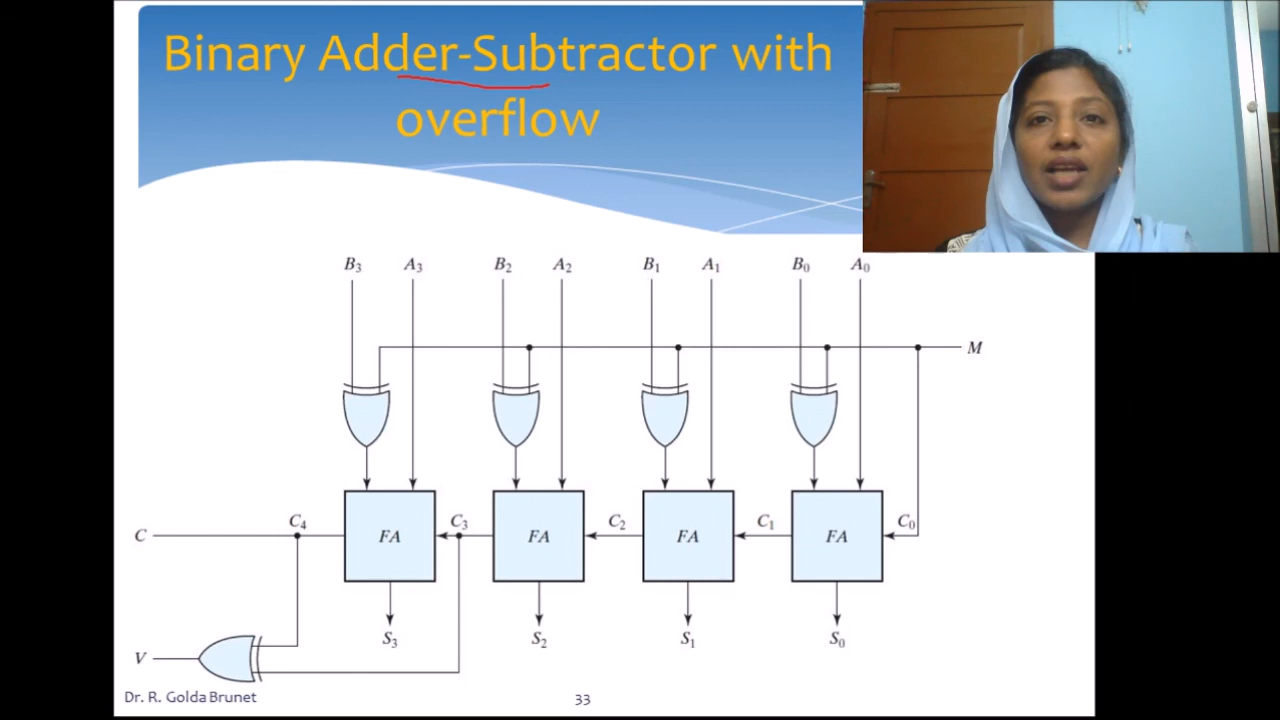 Binary Adder-Subtractor with
overflow
B₃ A₃ B₂ A₂ B₁ A₁ B₀ A₀
M
FA FA FA FA
C C₄ C₃ C₂ C₁ C₀
S₃ S₂ S₁ S₀
V
Dr. R. Golda Brunet 33